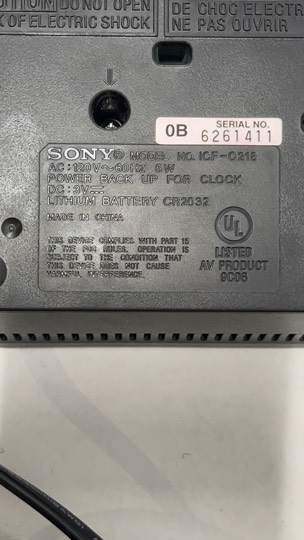 DO NOT OPEN
K OF ELECTRIC SHOCK
DE CHOC ELECTR
NE PAS OUVRIR
0B SERIAL NO.
6261411
SONY® MODEL NO. ICF-C218
AC:120V~60Hz 5W
POWER BACK UP FOR CLOCK
DC:3V
LITHIUM BATTERY CR2032
MADE IN CHINA
THIS DEVICE COMPLIES WITH PART 15
OF THE FCC RULES. OPERATION IS
SUBJECT TO THE CONDITION THAT
THIS DEVICE DOES NOT CAUSE
HARMFUL INTERFERENCE.
UL
LISTED
AV PRODUCT
9C06